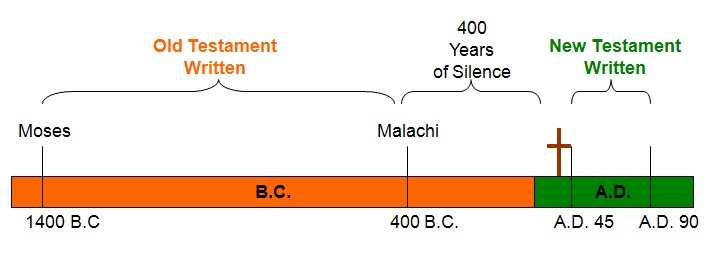 Old Testament
Written
400
Years
of Silence
New Testament
Written
Moses
Malachi
B.C.
A.D.
1400 B.C
400 B.C.
A.D. 45
A.D. 90